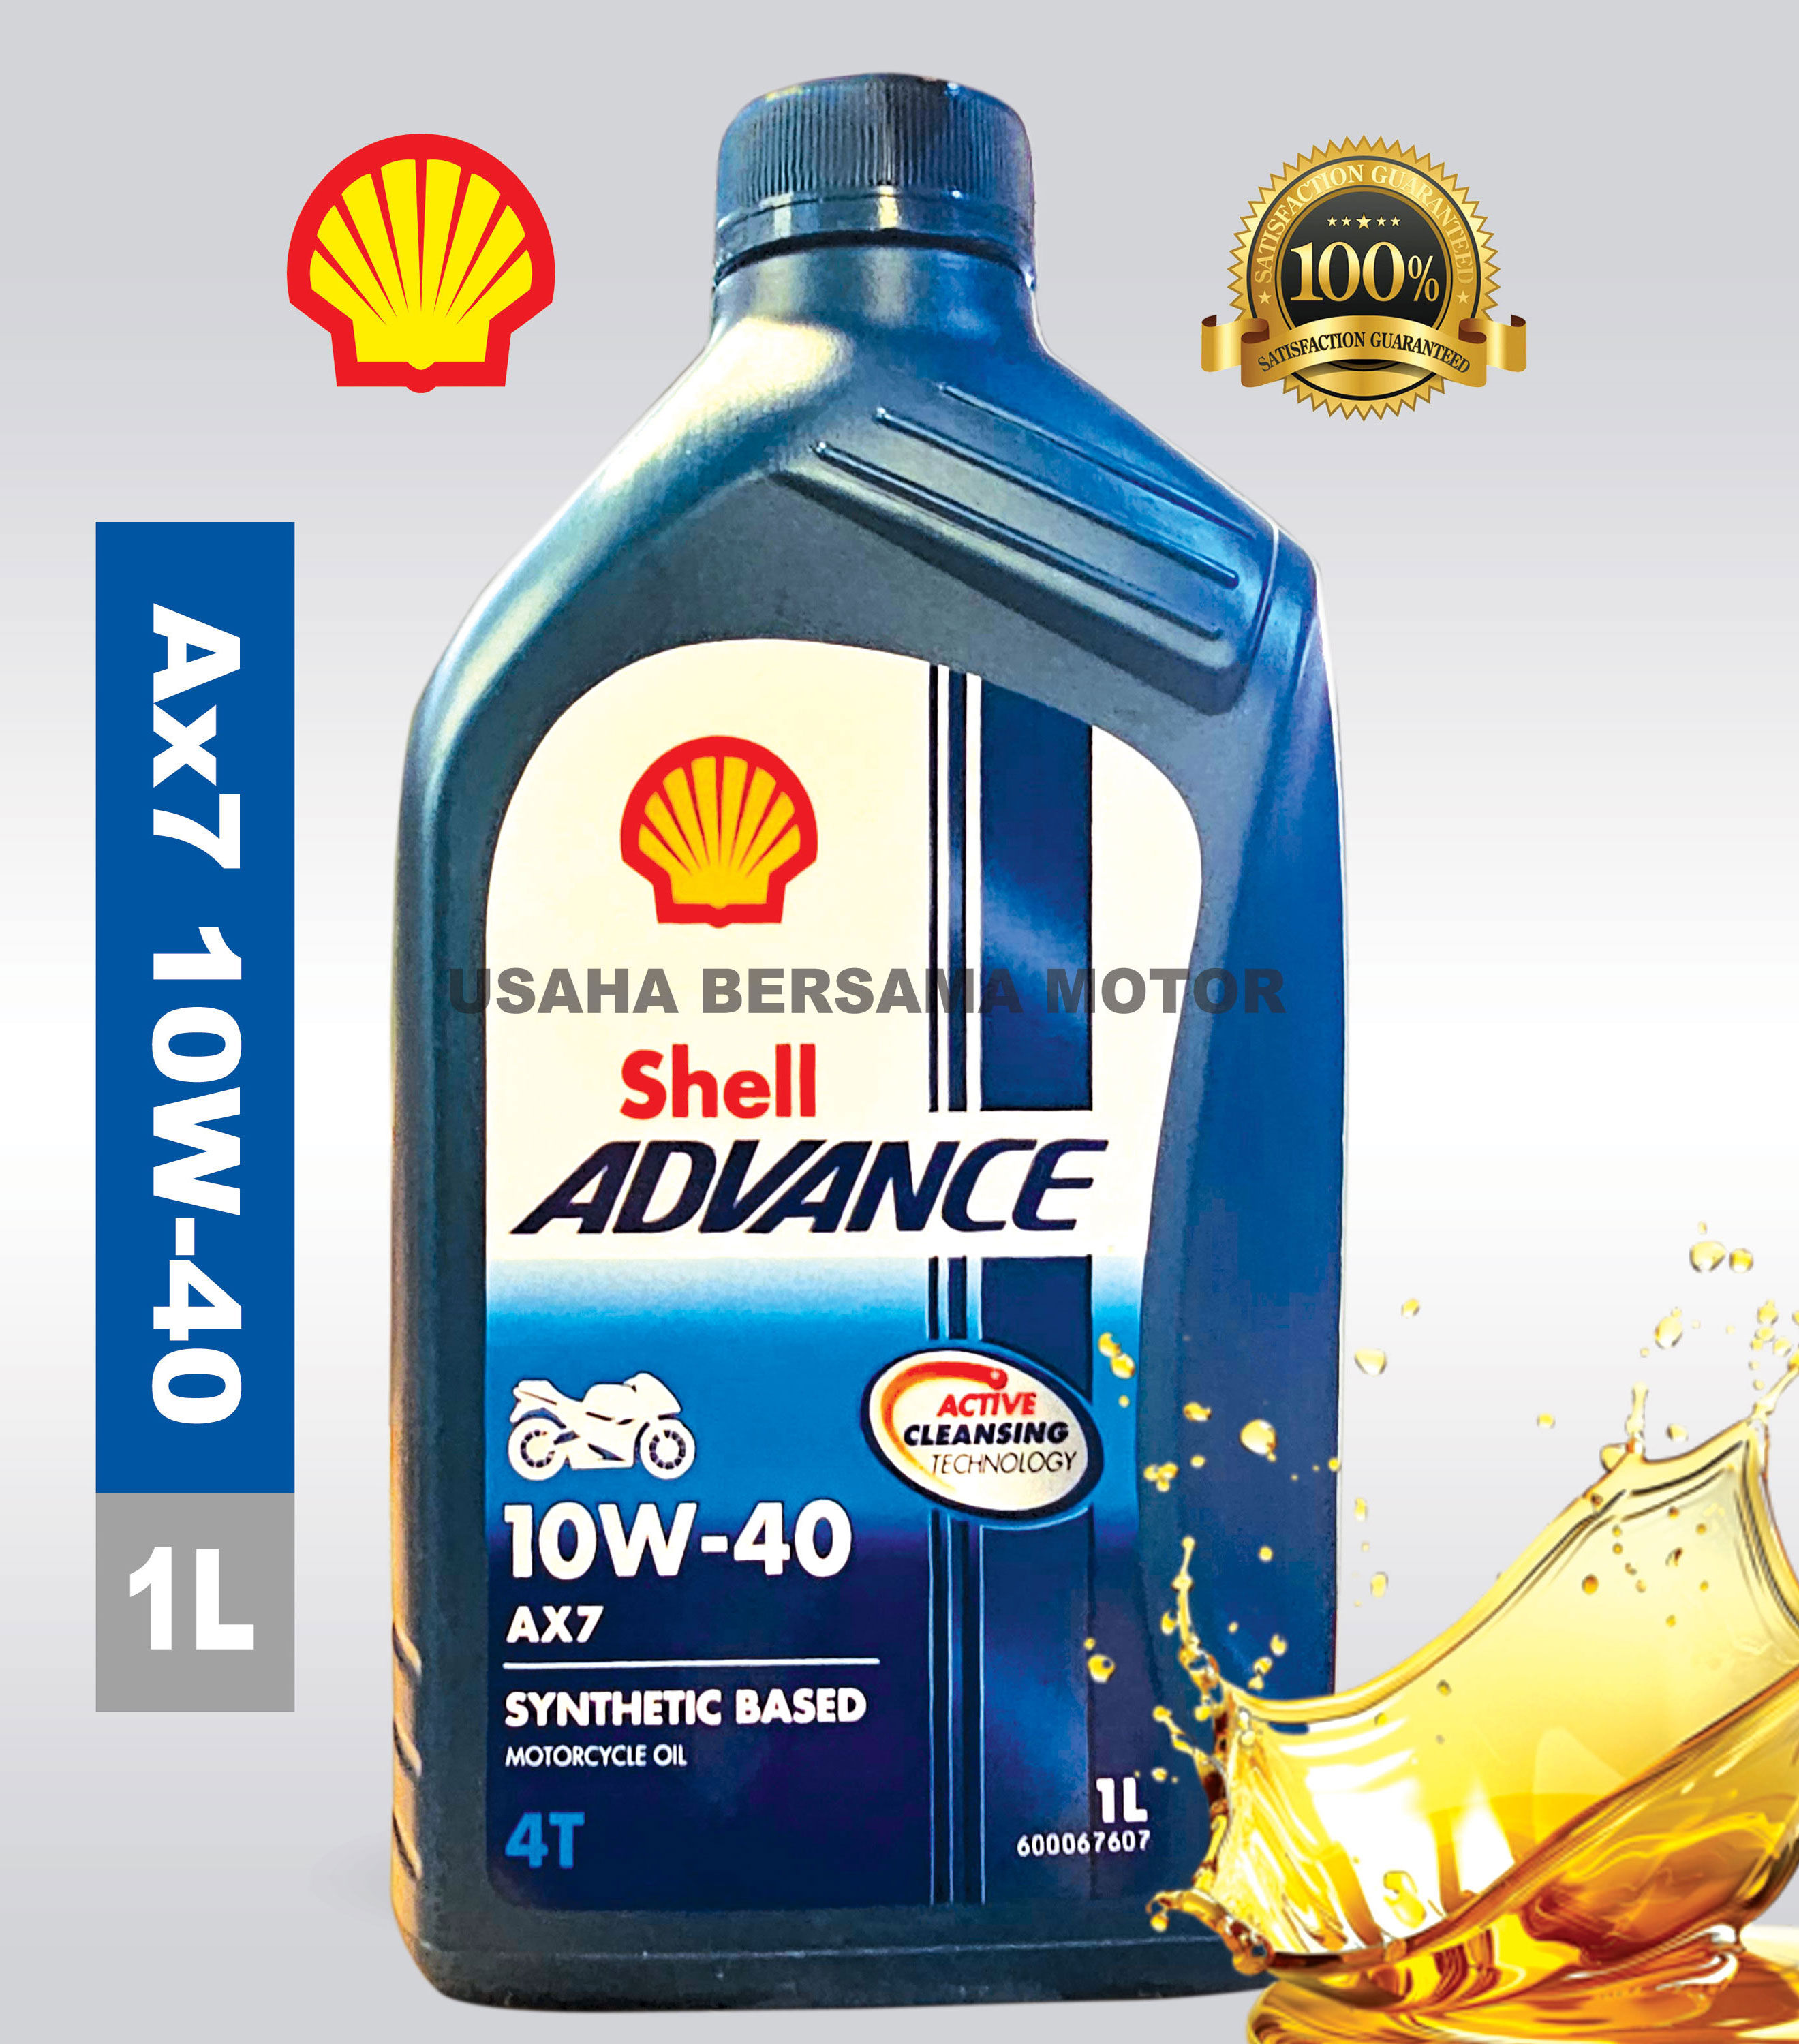 SATISFACTION GUARANTEED
100%
SATISFACTION GUARANTEED
Ax7 10W-40
1L
USAHA BERSAMA MOTOR
Shell
ADVANCE
ACTIVE
CLEANSING
TECHNOLOGY
10W-40
AX7
SYNTHETIC BASED
MOTORCYCLE OIL
4T
1L
600067607